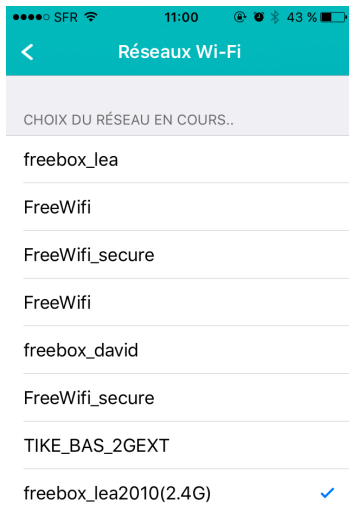 SFR 11:00 43 %
Réseaux Wi-Fi
CHOIX DU RÉSEAU EN COURS..
freebox_lea
FreeWifi
FreeWifi_secure
FreeWifi
freebox_david
FreeWifi_secure
TIKE_BAS_2GEXT
freebox_lea2010(2.4G)